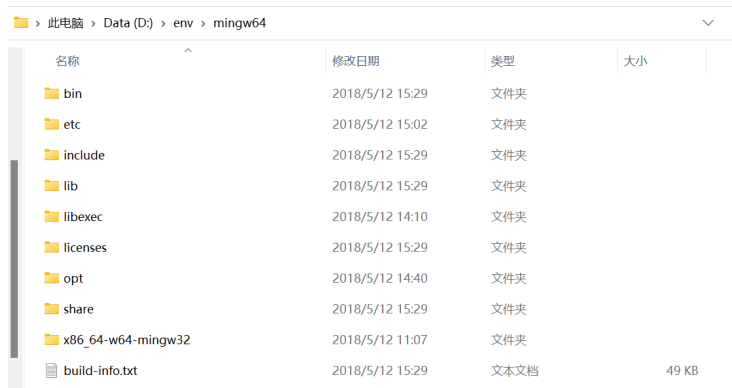 此电脑 › Data (D:) › env › mingw64
名称 修改日期 类型 大小
bin 2018/5/12 15:29 文件夹
etc 2018/5/12 15:02 文件夹
include 2018/5/12 15:29 文件夹
lib 2018/5/12 15:29 文件夹
libexec 2018/5/12 14:10 文件夹
licenses 2018/5/12 15:29 文件夹
opt 2018/5/12 14:40 文件夹
share 2018/5/12 15:29 文件夹
x86_64-w64-mingw32 2018/5/12 11:07 文件夹
build-info.txt 2018/5/12 15:29 文本文档 49 KB